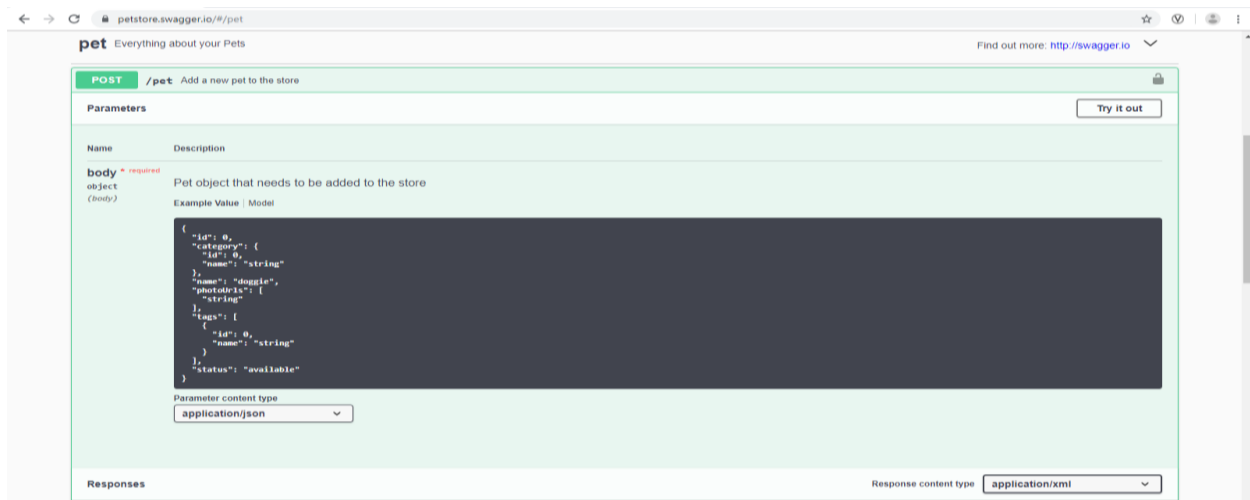 petstore.swagger.io/#/pet
pet Everything about your Pets
Find out more: http://swagger.io
POST /pet Add a new pet to the store
Parameters
Try it out
Name Description
body * required
object
(body)
Pet object that needs to be added to the store
Example Value | Model
{
"id": 0,
"category": {
"id": 0,
"name": "string"
},
"name": "doggie",
"photoUrls": [
"string"
],
"tags": [
{
"id": 0,
"name": "string"
}
],
"status": "available"
}
Parameter content type
application/json
Responses
Response content type application/xml